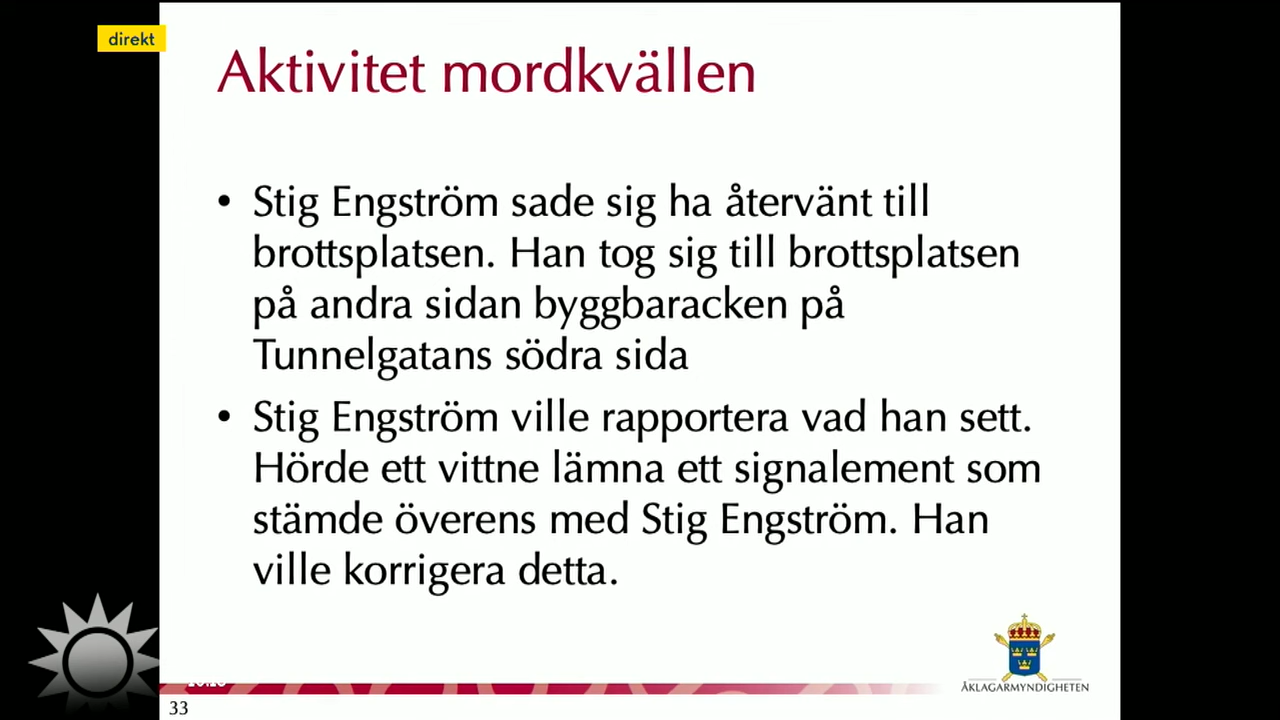 direkt
Aktivitet mordkvällen
• Stig Engström sade sig ha återvänt till
brottsplatsen. Han tog sig till brottsplatsen
på andra sidan byggbaracken på
Tunnelgatans södra sida
• Stig Engström ville rapportera vad han sett.
Hörde ett vittne lämna ett signalement som
stämde överens med Stig Engström. Han
ville korrigera detta.
ÅKLAGARMYNDIGHETEN
33